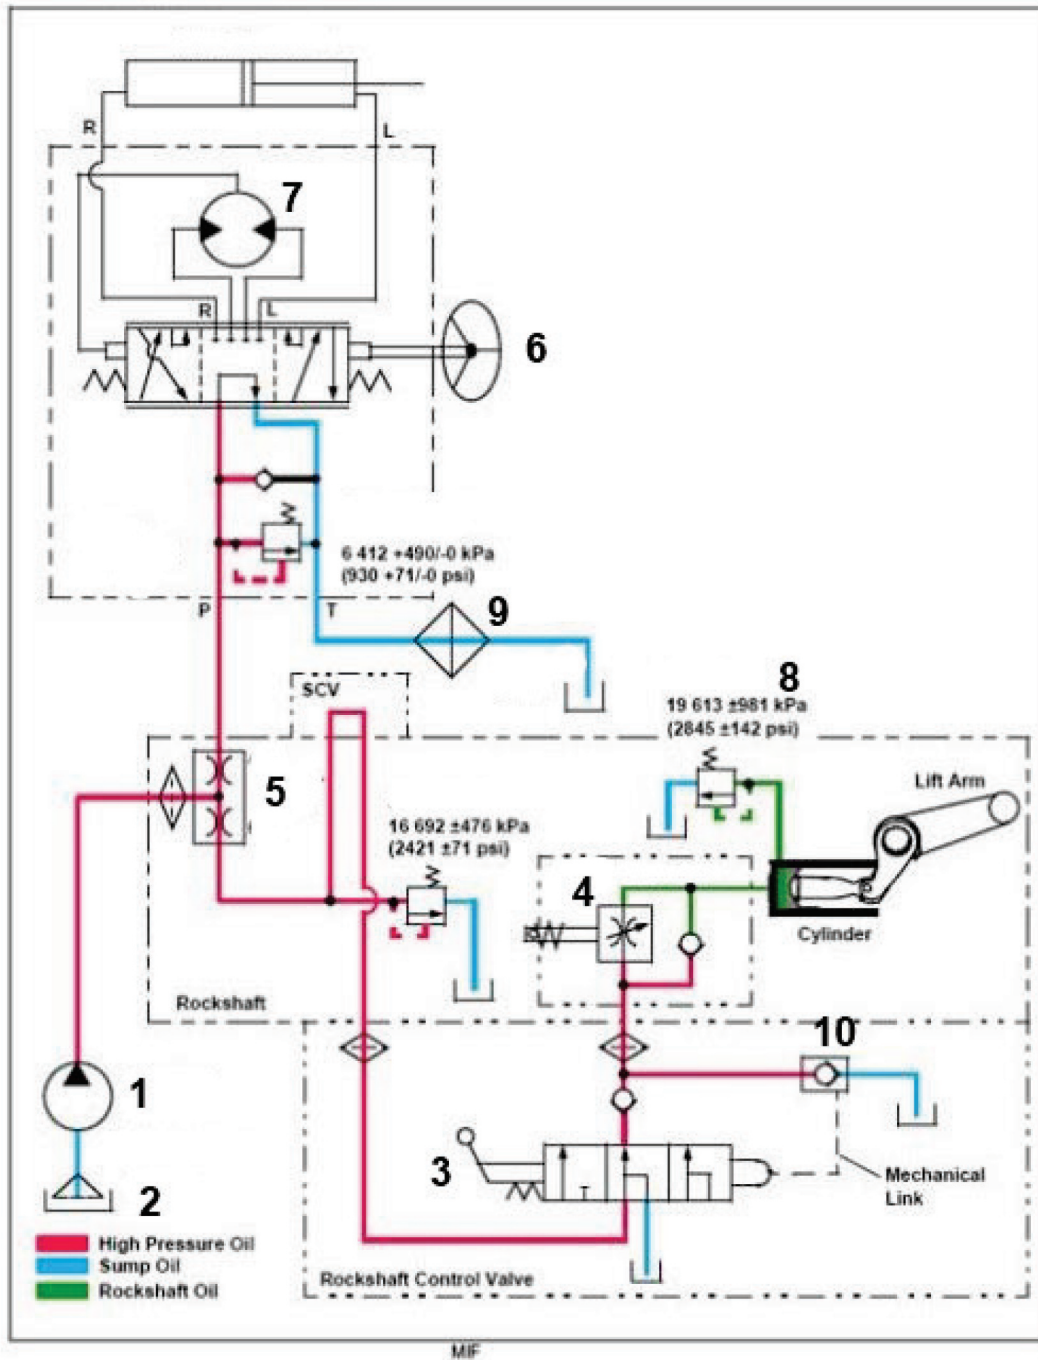 R
L
7
R
L
6
6 412 +490/-0 kPa
(930 +71/-0 psi)
P
T
9
SCV
8
19 613 ±981 kPa
(2845 ±142 psi)
5
Lift Arm
16 692 ±476 kPa
(2421 ±71 psi)
4
Cylinder
Rockshaft
10
1
3
Mechanical
Link
2
High Pressure Oil
Sump Oil
Rockshaft Oil
Rockshaft Control Valve
MIF